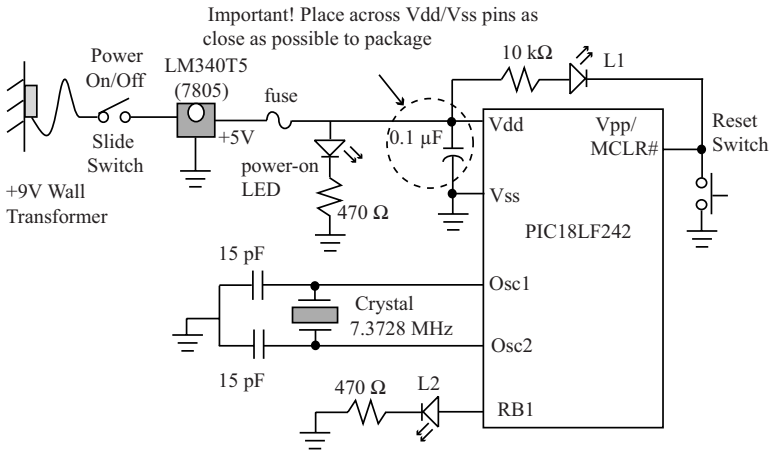 Important! Place across Vdd/Vss pins as
close as possible to package
Power
On/Off
LM340T5
(7805)
fuse
10 kΩ
L1
+5V
0.1 µF
Vdd
Vpp/
MCLR#
Reset
Switch
Slide
Switch
power-on
LED
+9V Wall
Transformer
470 Ω
Vss
PIC18LF242
15 pF
Osc1
Crystal
7.3728 MHz
Osc2
15 pF
470 Ω
L2
RB1